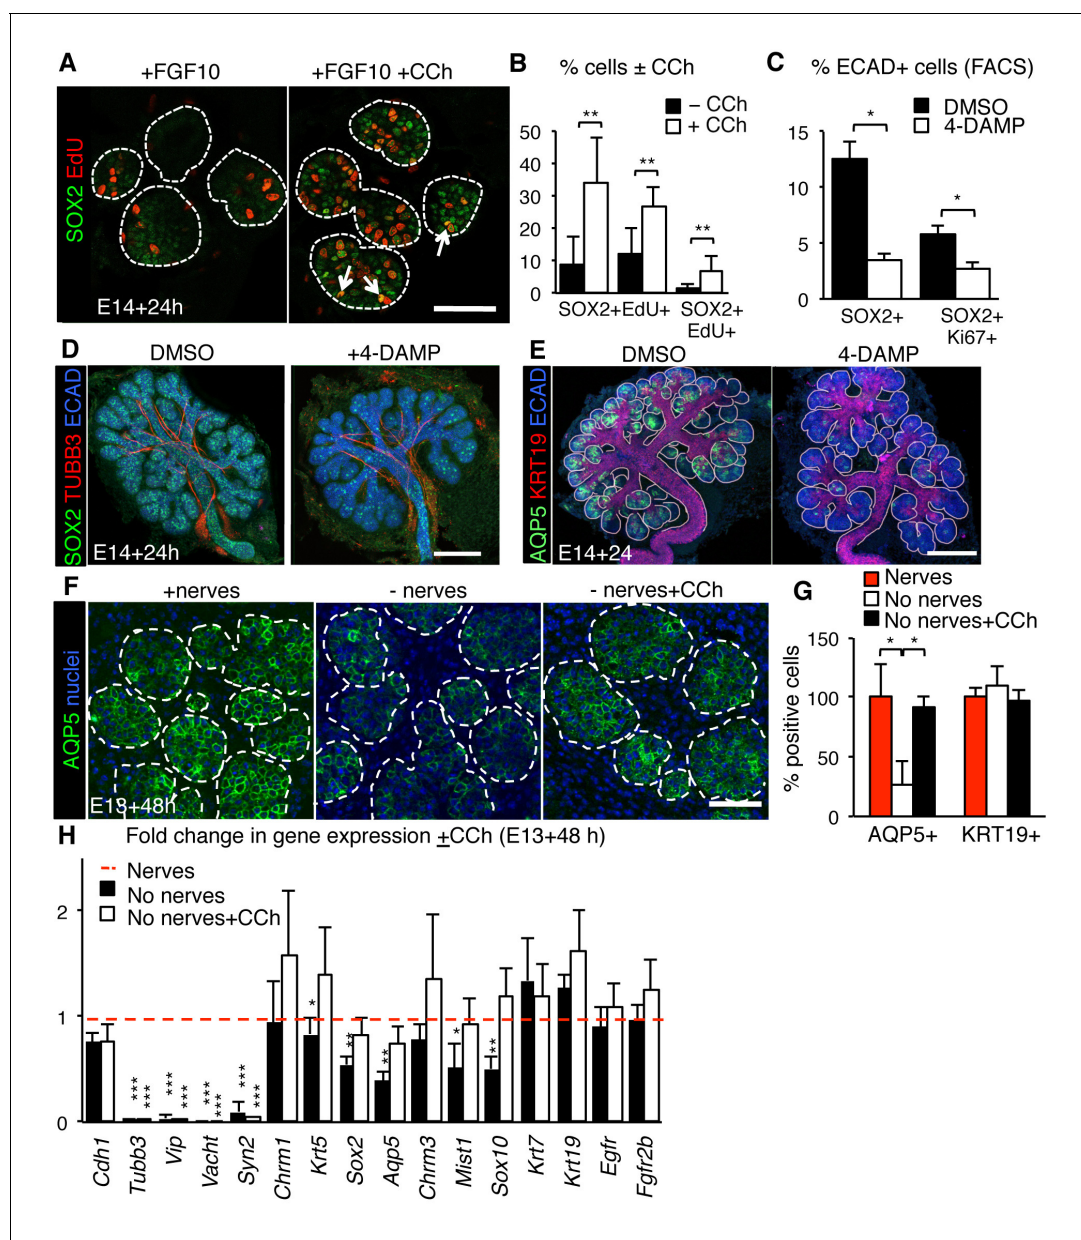 A
+FGF10
+FGF10 +CCh
SOX2 EdU
E14+24h
B
% cells ± CCh
– CCh
+ CCh
50
40
30
20
10
0
**
**
**
SOX2+
EdU+
SOX2+
EdU+
C
% ECAD+ cells (FACS)
DMSO
4-DAMP
15
10
5
0
*
*
SOX2+
SOX2+
Ki67+
D
DMSO
+4-DAMP
SOX2 TUBB3 ECAD
E14+24h
E
DMSO
4-DAMP
AQP5 KRT19 ECAD
E14+24
F
+nerves
- nerves
- nerves+CCh
AQP5 nuclei
E13+48h
G
Nerves
No nerves
No nerves+CCh
% positive cells
150
100
50
0
*
*
AQP5+
KRT19+
H
Fold change in gene expression ±CCh (E13+48 h)
Nerves
No nerves
No nerves+CCh
2
1
0
***
***
***
***
***
***
***
***
*
**
**
*
**
Cdh1
Tubb3
Vip
Vacht
Syn2
Chrm1
Krt5
Sox2
Aqp5
Chrm3
Mist1
Sox10
Krt7
Krt19
Egfr
Fgfr2b